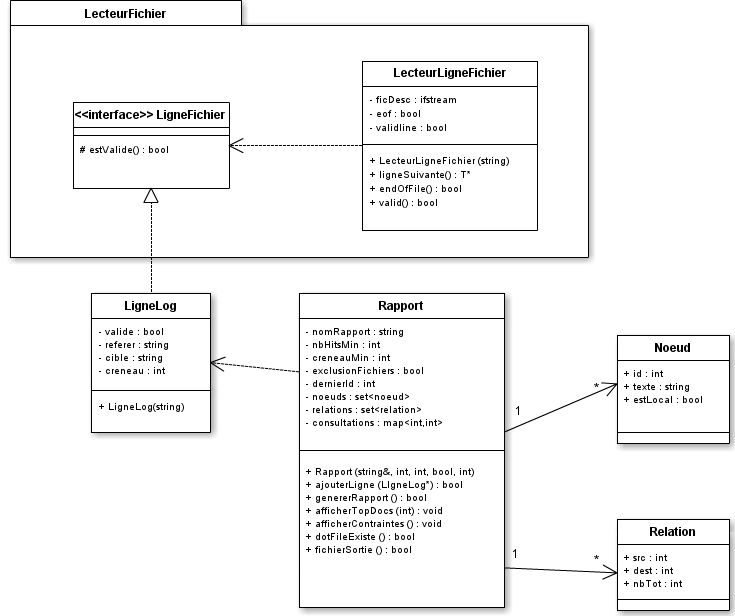 LecteurFichier
LecteurLigneFichier
- ficDesc : ifstream
- eof : bool
- validline : bool
+ LecteurLigneFichier (string)
+ ligneSuivante() : T*
+ endOfFile() : bool
+ valid() : bool
<<interface>> LigneFichier
# estValide() : bool
LigneLog
- valide : bool
- referer : string
- cible : string
- creneau : int
+ LigneLog(string)
Rapport
- nomRapport : string
- nbHitsMin : int
- creneauMin : int
- exclusionFichiers : bool
- dernierId : int
- noeuds : set<noeud>
- relations : set<relation>
- consultations : map<int,int>
+ Rapport (string&, int, int, bool, int)
+ ajouterLigne (LIgneLog*) : bool
+ genererRapport () : bool
+ afficherTopDocs (int) : void
+ afficherContraintes () : void
+ dotFileExiste () : bool
+ fichierSortie () : bool
1
*
Noeud
+ id : int
+ texte : string
+ estLocal : bool
1
*
Relation
+ src : int
+ dest : int
+ nbTot : int